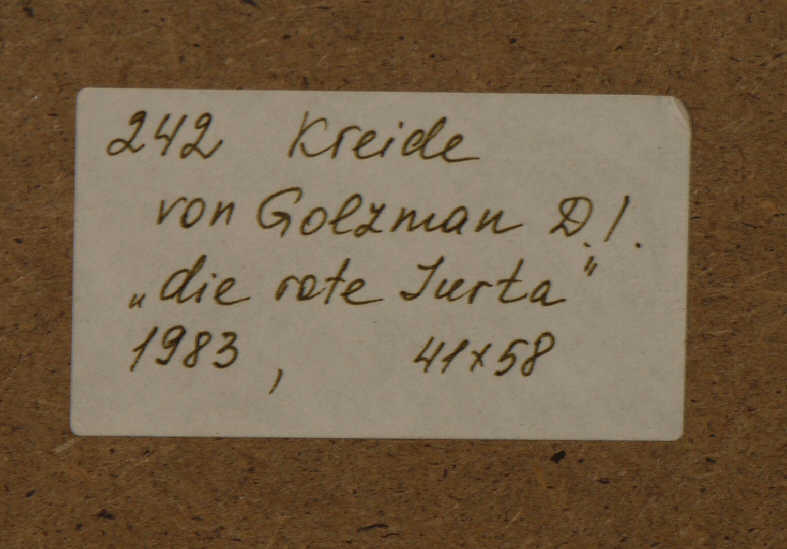 242 Kreide
von Golzman D.I.
„die rote Jurta“
1983, 41x58